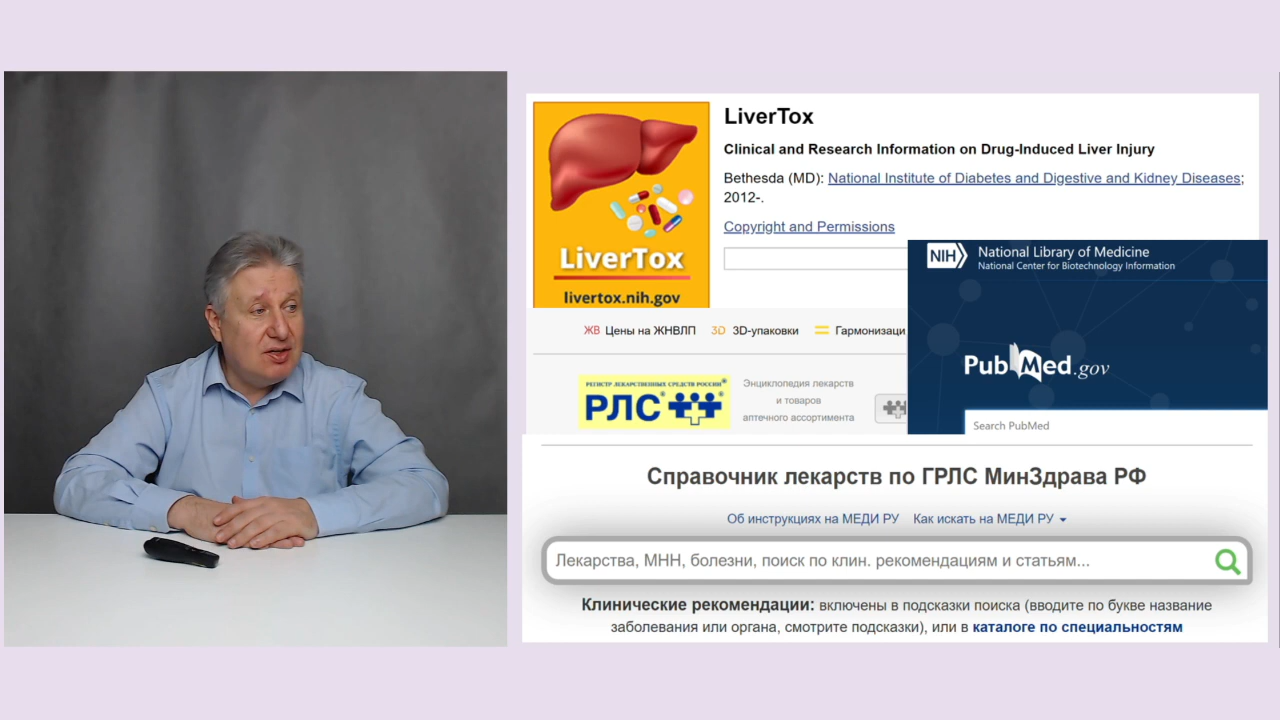 LiverTox
Clinical and Research Information on Drug-Induced Liver Injury
Bethesda (MD): National Institute of Diabetes and Digestive and Kidney Diseases;
2012-.
Copyright and Permissions
LiverTox
livertox.nih.gov
NIH
National Library of Medicine
National Center for Biotechnology Information
PubMed.gov
Search PubMed
ЖВ Цены на ЖНВЛП 3D 3D-упаковки Гармонизаци
РЕГИСТР ЛЕКАРСТВЕННЫХ СРЕДСТВ РОССИИ®
РЛС®
Энциклопедия лекарств
и товаров
аптечного ассортимента
Справочник лекарств по ГРЛС МинЗдрава РФ
Об инструкциях на МЕДИ РУ Как искать на МЕДИ РУ
Лекарства, МНН, болезни, поиск по клин. рекомендациям и статьям...
Клинические рекомендации: включены в подсказки поиска (вводите по букве название
заболевания или органа, смотрите подсказки), или в каталоге по специальностям